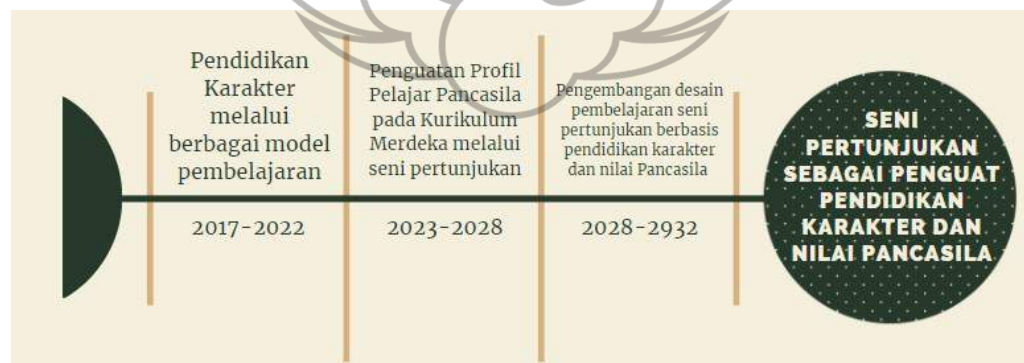 Pendidikan
Karakter
melalui
berbagai model
pembelajaran
2017-2022
Penguatan Profil
Pelajar Pancasila
pada Kurikulum
Merdeka melalui
seni pertunjukan
2023-2028
Pengembangan desain
pembelajaran seni
pertunjukan berbasis
pendidikan karakter
dan nilai Pancasila
2028-2932
SENI
PERTUNJUKAN
SEBAGAI PENGUAT
PENDIDIKAN
KARAKTER DAN
NILAI PANCASILA